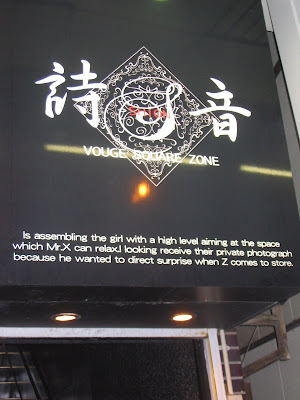 詩 音
VOUGE SQUARE ZONE
Is assembling the girl with a high level aiming at the space
which Mr.X can relax.I looking receive their private photograph
because he wanted to direct surprise when Z comes to store.